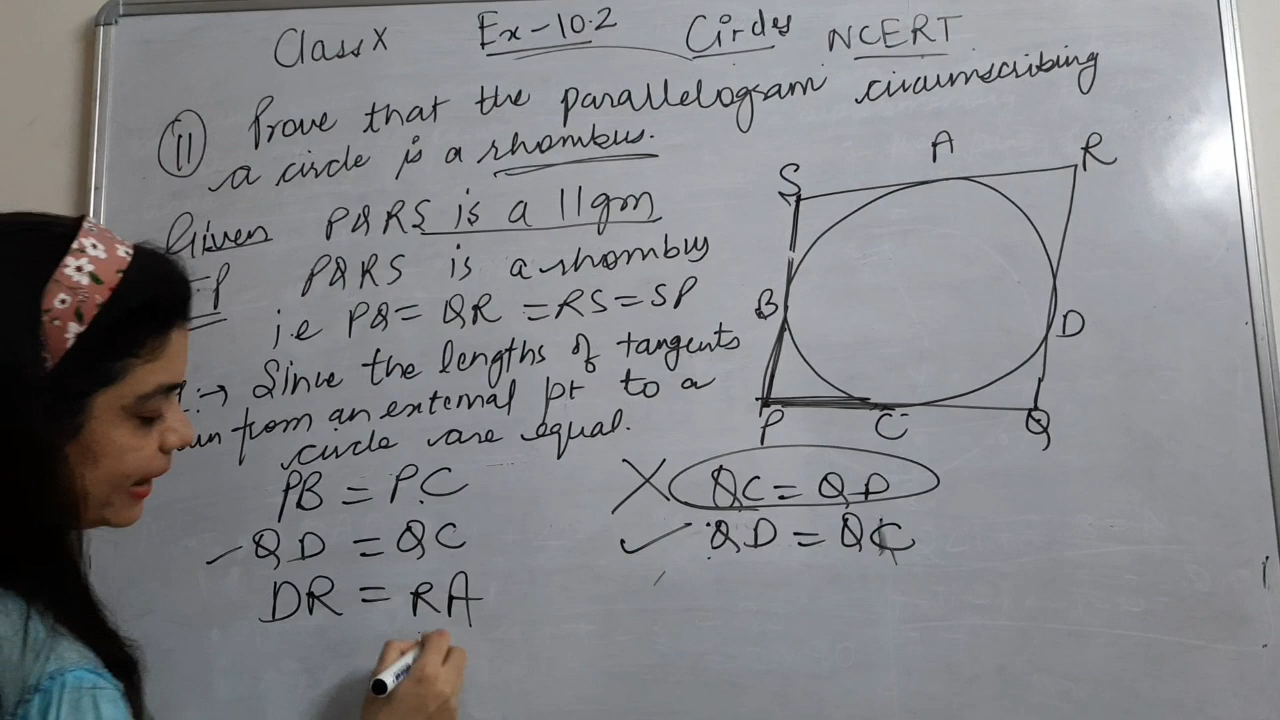 Class X Ex-10.2 Circles NCERT
11 Prove that the parallelogram circumscribing
a circle is a rhombus.
Given PQRS is a llgm
PQRS is a rhombus
i.e PQ = QR = RS = SP
:→ Since the lengths of tangents
from an external pt to a
circle are equal.
PB = PC
QD = QC
DR = RA
X QC = QD
✓ QD = QC
S A R
B D
P C Q